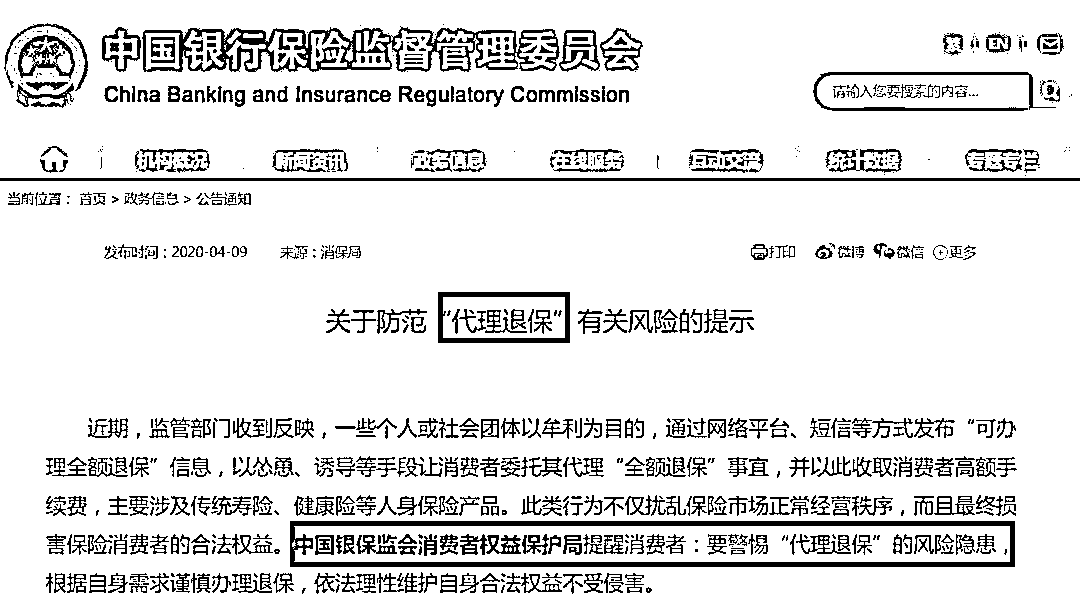 中国银行保险监督管理委员会
繁 EN
China Banking and Insurance Regulatory Commission
请输入您要搜索的内容...
机构概况 新闻资讯 政务信息 在线服务 互动交流 统计数据 专题专栏
当前位置：首页 > 政务信息 > 公告通知
发布时间：2020-04-09 来源：消保局 打印 微博 微信 更多
关于防范“代理退保”有关风险的提示
近期，监管部门收到反映，一些个人或社会团体以牟利为目的，通过网络平台、短信等方式发布“可办
理全额退保”信息，以怂恿、诱导等手段让消费者委托其代理“全额退保”事宜，并以此收取消费者高额手
续费，主要涉及传统寿险、健康险等人身保险产品。此类行为不仅扰乱保险市场正常经营秩序，而且最终损
害保险消费者的合法权益。中国银保监会消费者权益保护局提醒消费者：要警惕“代理退保”的风险隐患，
根据自身需求谨慎办理退保，依法理性维护自身合法权益不受侵害。